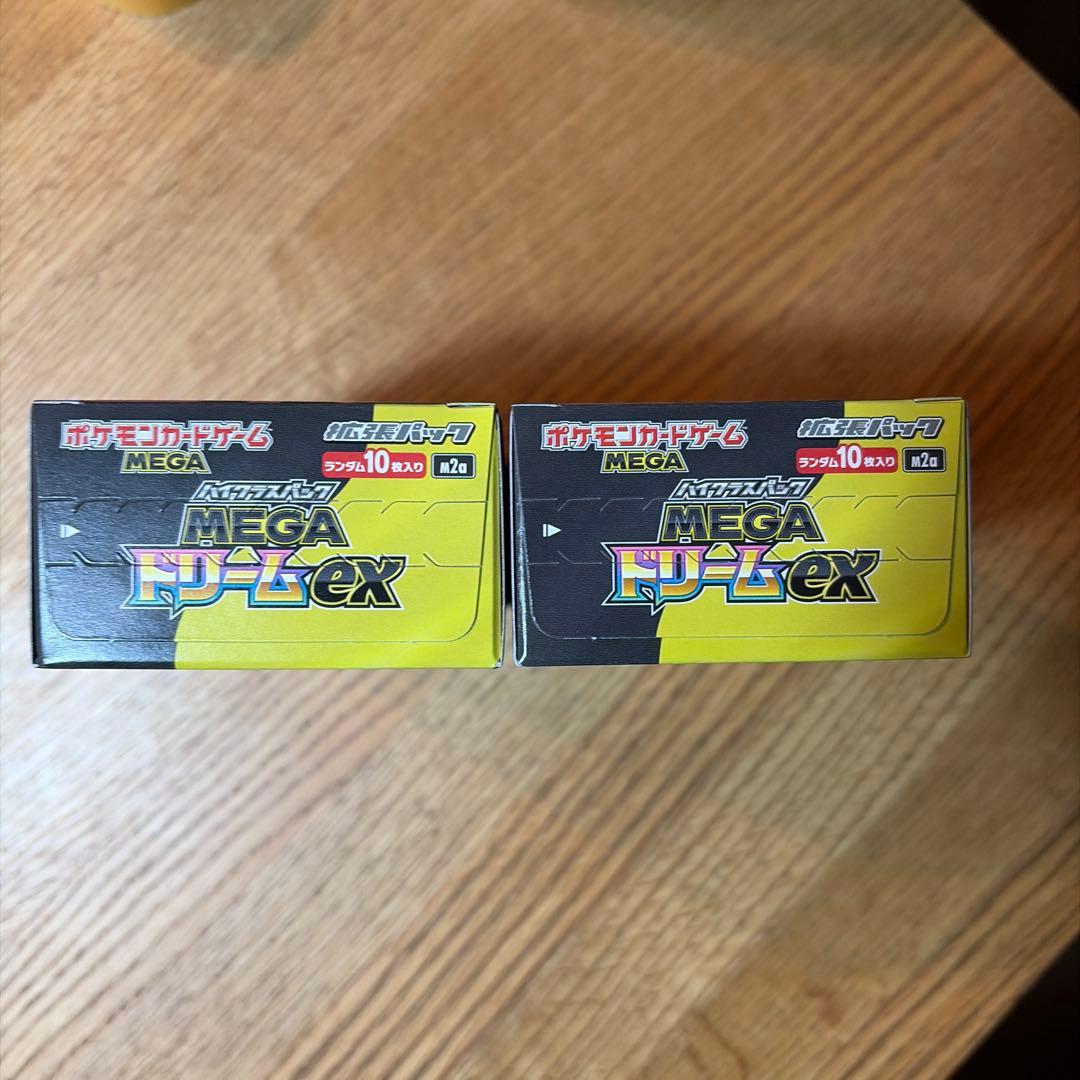 ポケモンカードゲーム
MEGA
拡張パック
ランダム10枚入り
M2a
ハイクラスパック
MEGA
ドリームex
ポケモンカードゲーム
MEGA
拡張パック
ランダム10枚入り
M2a
ハイクラスパック
MEGA
ドリームex